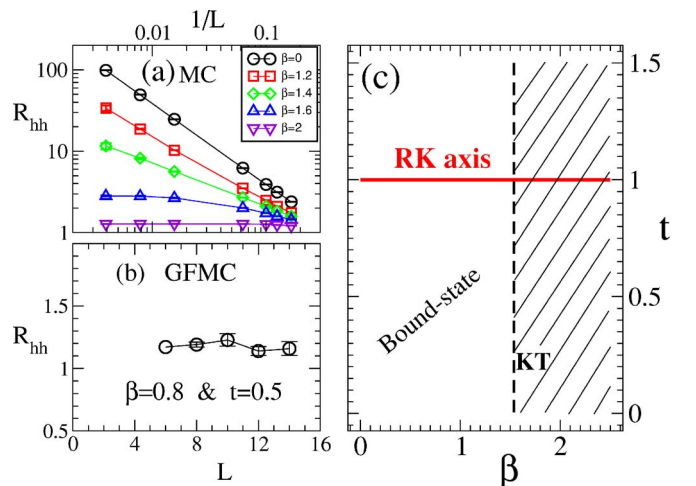 1/L
0.01 0.1
(a) MC
β=0
β=1.2
β=1.4
β=1.6
β=2
100
10
1
R_hh
(b) GFMC
2
1.5
1
R_hh
β=0.8 & t=0.5
0 4 8 12 16
L
(c)
RK axis
Bound-state
KT
1.5
1
0.5
0
t
0 1 2
β